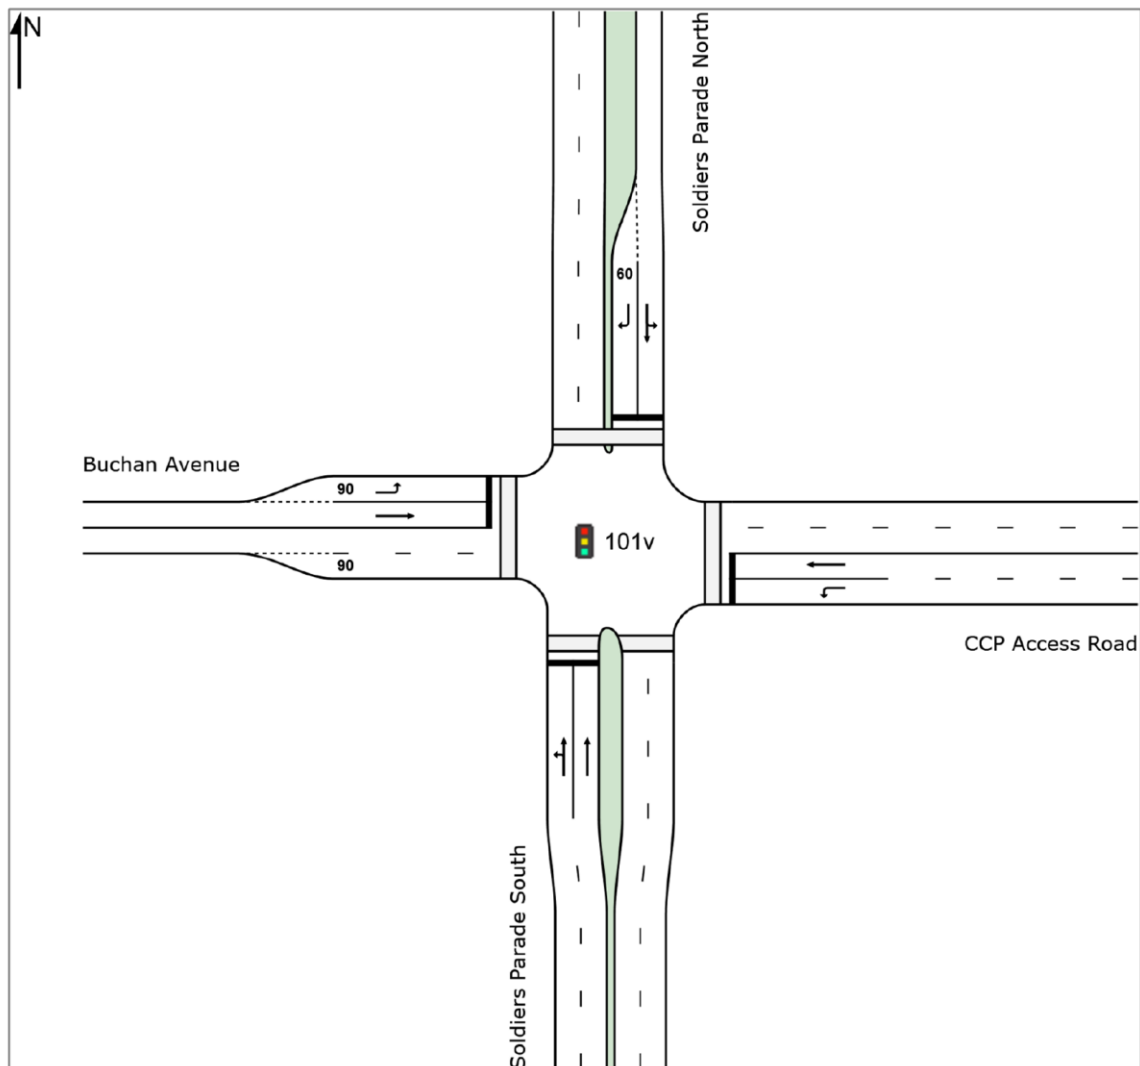 N
Soldiers Parade North
60
Buchan Avenue
90
101v
90
CCP Access Road
Soldiers Parade South